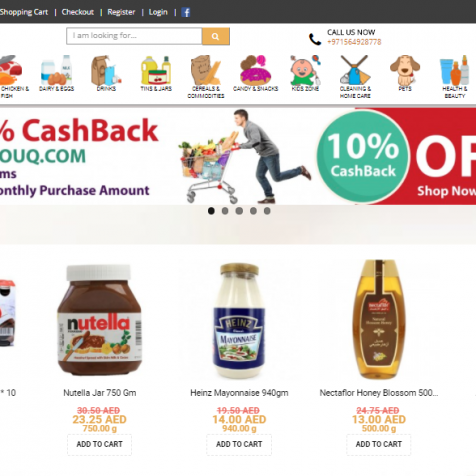 Shopping Cart | Checkout | Register | Login |
CALL US NOW
I am looking for...
+971564928778
CHICKEN & FISH
DAIRY & EGGS
DRINKS
TINS & JARS
CEREALS & COMMODITIES
CANDY & SNACKS
KIDS ZONE
CLEANING & HOME CARE
PETS
HEALTH & BEAUTY
% CashBack
OUQ.COM
ms
onthly Purchase Amount
10%
CashBack
OF
Shop Now
nutella
HEINZ
MAYONNAISE
* 10
Nutella Jar 750 Gm
Heinz Mayonnaise 940gm
Nectaflor Honey Blossom 500...
30.50 AED
19.50 AED
24.75 AED
23.25 AED
14.00 AED
13.00 AED
750.00 g
940.00 g
500.00 g
ADD TO CART
ADD TO CART
ADD TO CART